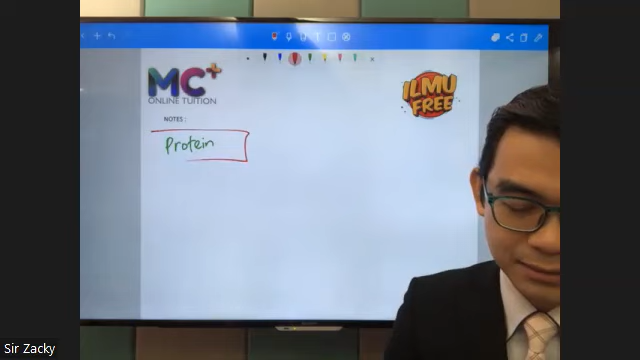 MC+
ONLINE TUITION
ILMU
FREE
NOTES :
Protein
Sir Zacky